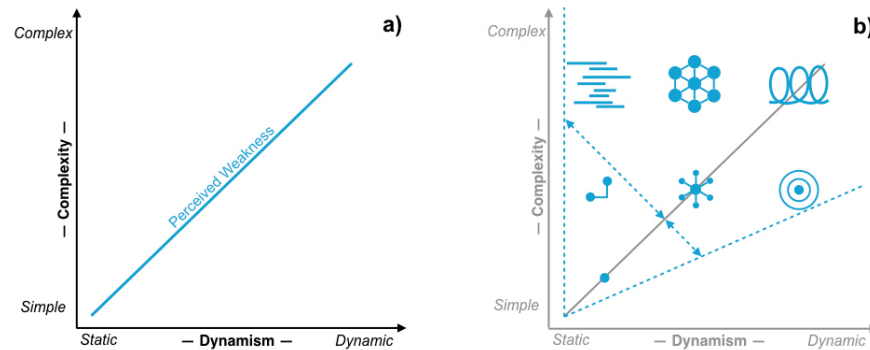 a)
Complex
— Complexity —
Perceived Weakness
Simple
Static
— Dynamism —
Dynamic
b)
Complex
— Complexity —
Simple
Static
— Dynamism —
Dynamic